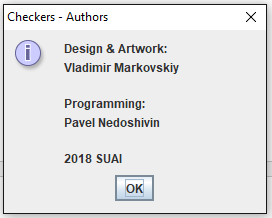 Checkers - Authors
Design & Artwork:
Vladimir Markovskiy
Programming:
Pavel Nedoshivin
2018 SUAI
OK